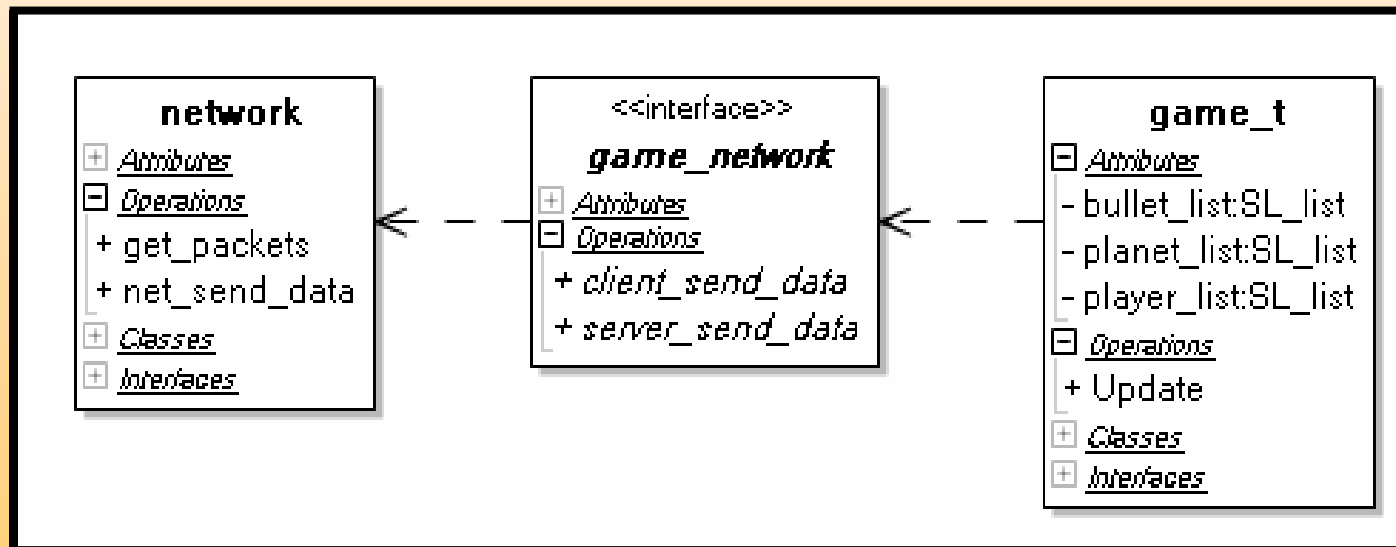 network
+ Attributes
- Operations
+ get_packets
+ net_send_data
+ Classes
+ Interfaces
<<interface>>
game_network
+ Attributes
- Operations
+ client_send_data
+ server_send_data
game_t
- Attributes
- bullet_list:SL_list
- planet_list:SL_list
- player_list:SL_list
- Operations
+ Update
+ Classes
+ Interfaces